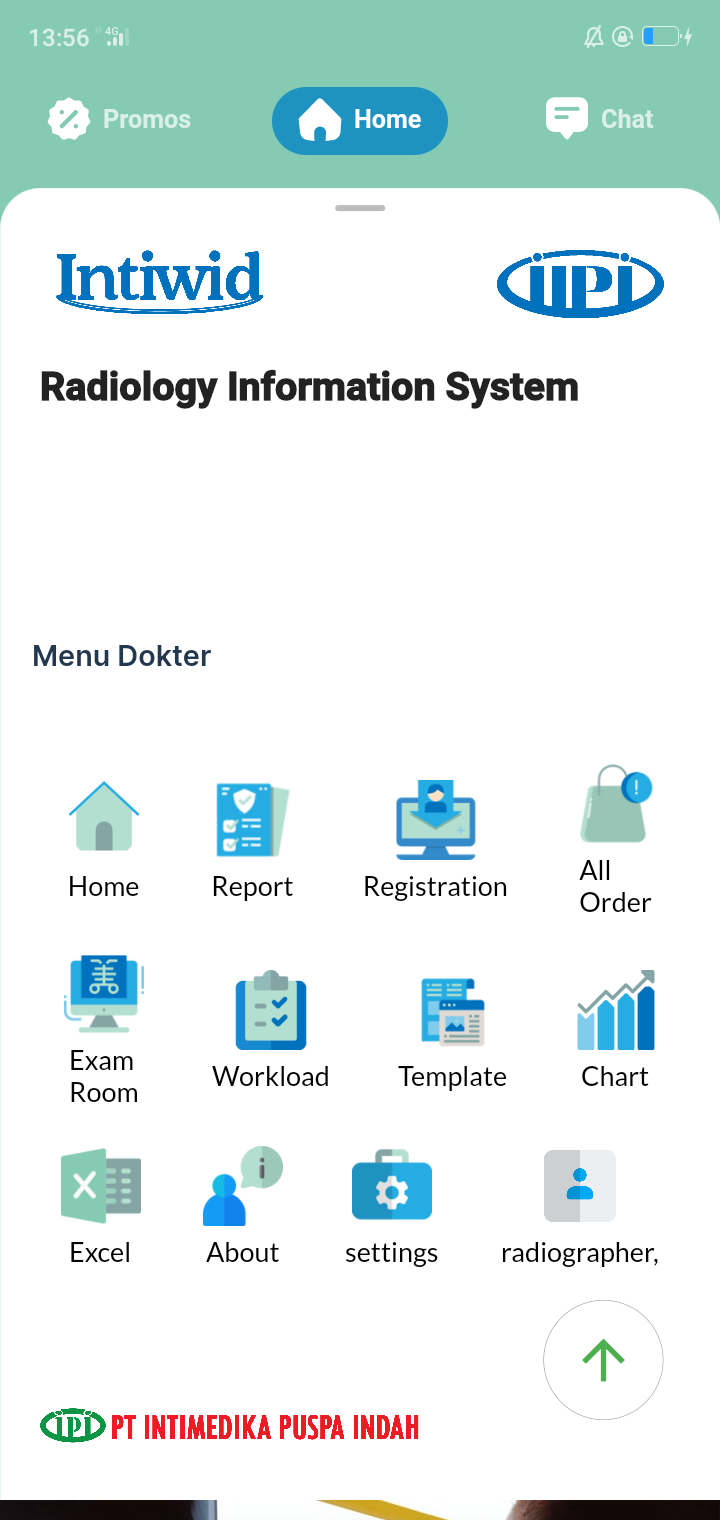 13:56 4G
Promos Home Chat
Intiwid IIPI
Radiology Information System
Menu Dokter
Home Report Registration All
Order
Exam
Room Workload Template Chart
Excel About settings radiographer,
IPI PT INTIMEDIKA PUSPA INDAH